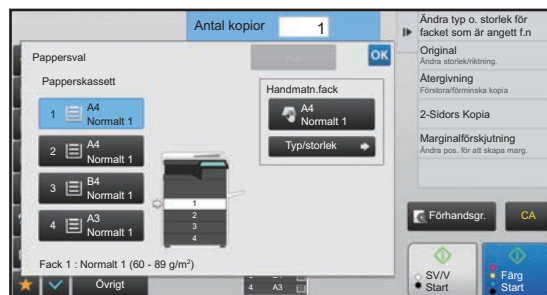 Antal kopior 1
Pappersval
Auto
OK
Papperskassett
1 A4
Normalt 1
2 A4
Normalt 1
3 B4
Normalt 1
4 A3
Normalt 1
1
2
3
4
Handmatn.fack
A4
Normalt 1
Typ/storlek
Fack 1 : Normalt 1 (60 - 89 g/m²)
Övrigt
4 A3
Ändra typ o. storlek för
facket som är angett f.n
Original
Ändra storlek/riktning.
Återgivning
Förstora/förminska kopia
2-Sidors Kopia
Marginalförskjutning
Ändra pos. för att skapa marg.
Förhandsgr.
CA
SV/V
Start
Färg
Start